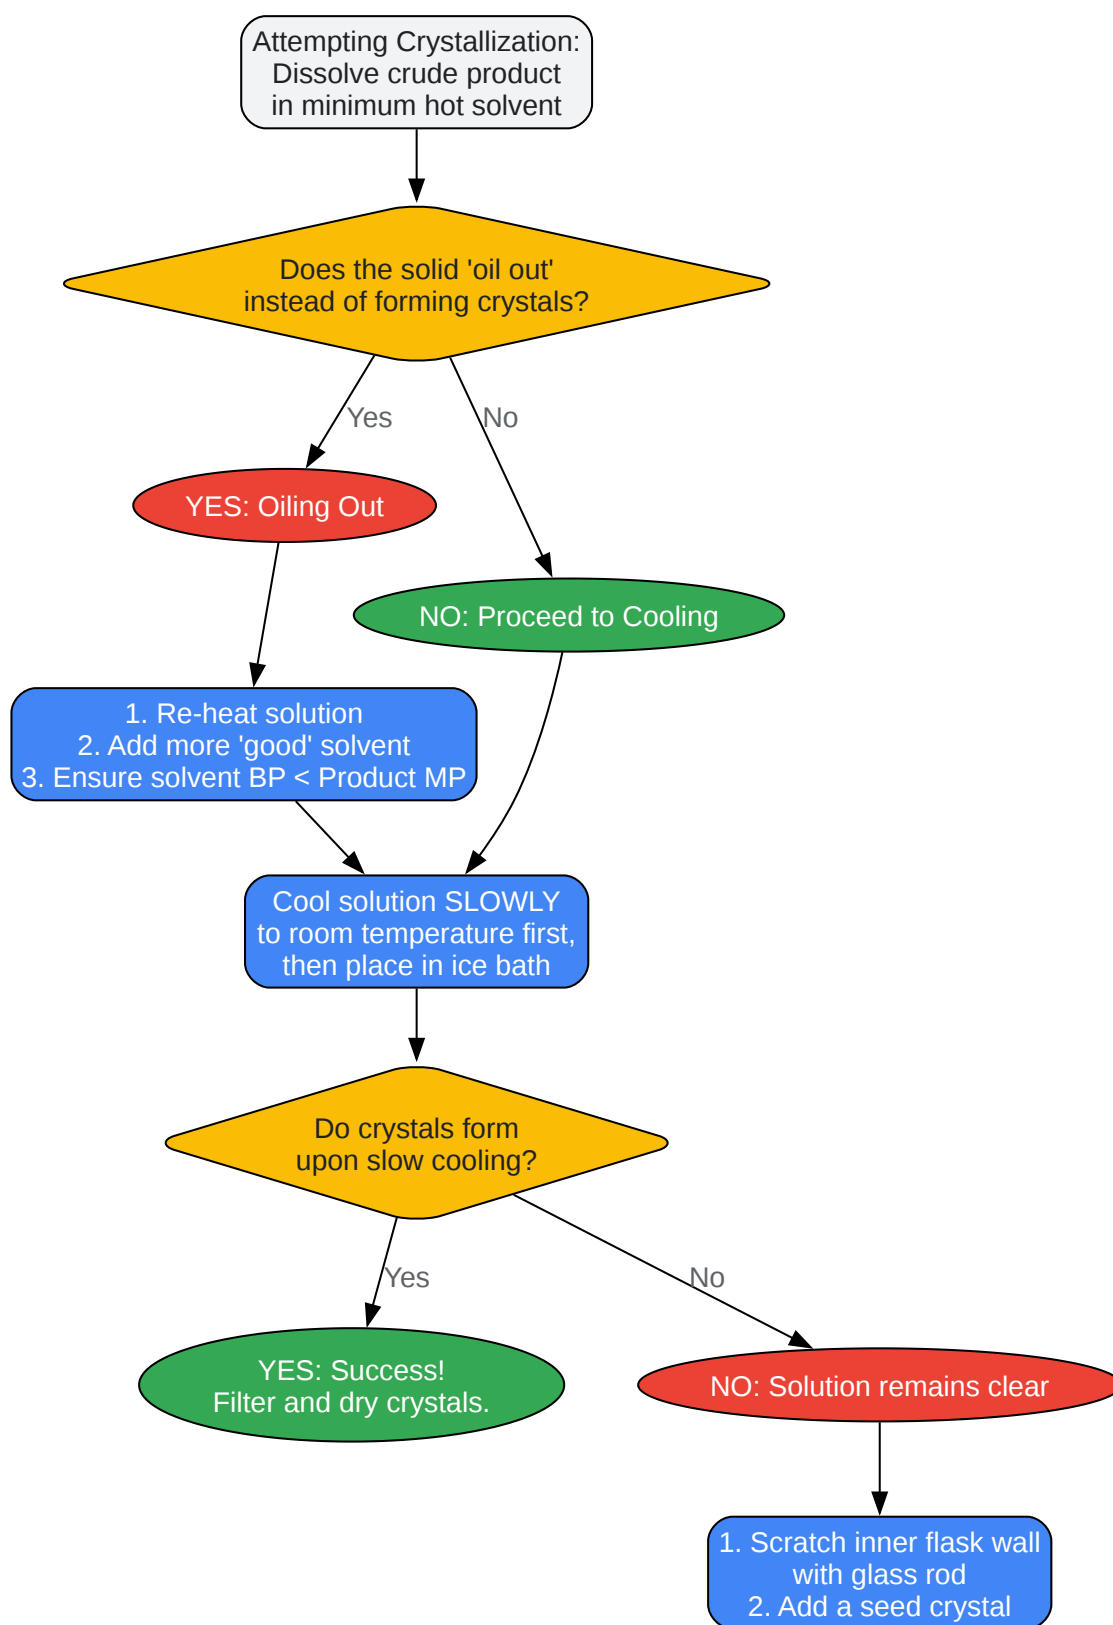 Attempting Crystallization:
Dissolve crude product
in minimum hot solvent
Does the solid 'oil out'
instead of forming crystals?
Yes
No
YES: Oiling Out
NO: Proceed to Cooling
1. Re-heat solution
2. Add more 'good' solvent
3. Ensure solvent BP < Product MP
Cool solution SLOWLY
to room temperature first,
then place in ice bath
Do crystals form
upon slow cooling?
Yes
No
YES: Success!
Filter and dry crystals.
NO: Solution remains clear
1. Scratch inner flask wall
with glass rod
2. Add a seed crystal